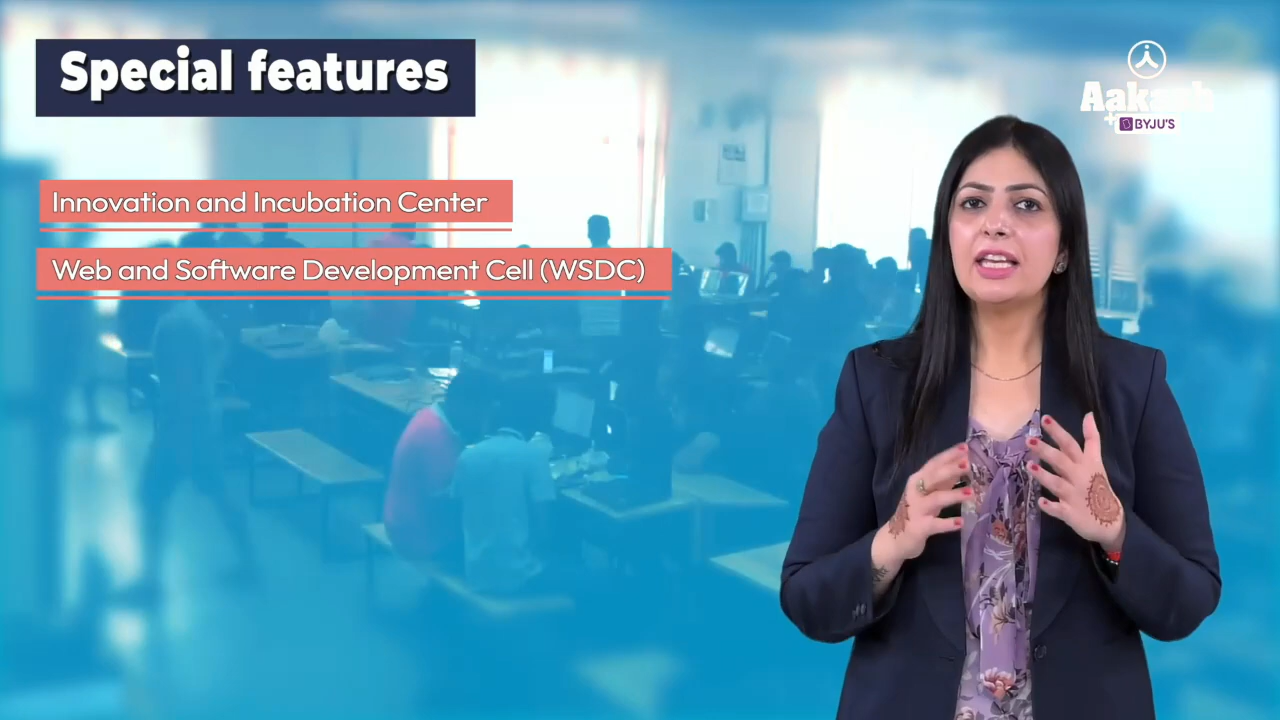 Special features
Innovation and Incubation Center
Web and Software Development Cell (WSDC)
Aakash
+ BYJU'S